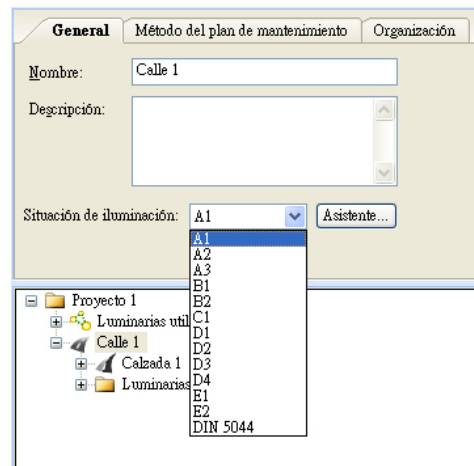 General Método del plan de mantenimiento Organización
Nombre: Calle 1
Descripción:
Situación de iluminación: A1 Asistente...
A1
A2
A3
B1
B2
C1
D1
D2
D3
D4
E1
E2
DIN 5044
Proyecto 1
Luminarias util
Calle 1
Calzada 1
Luminarias